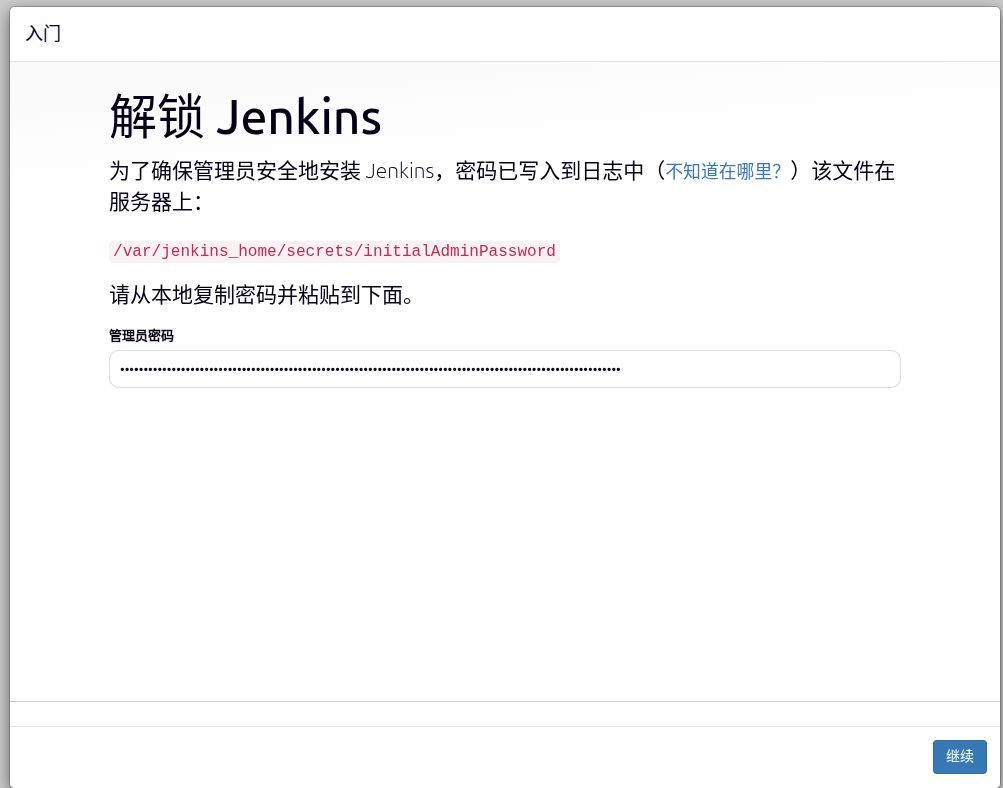 入门
解锁 Jenkins
为了确保管理员安全地安装 Jenkins，密码已写入到日志中（不知道在哪里？）该文件在
服务器上：
/var/jenkins_home/secrets/initialAdminPassword
请从本地复制密码并粘贴到下面。
管理员密码
继续